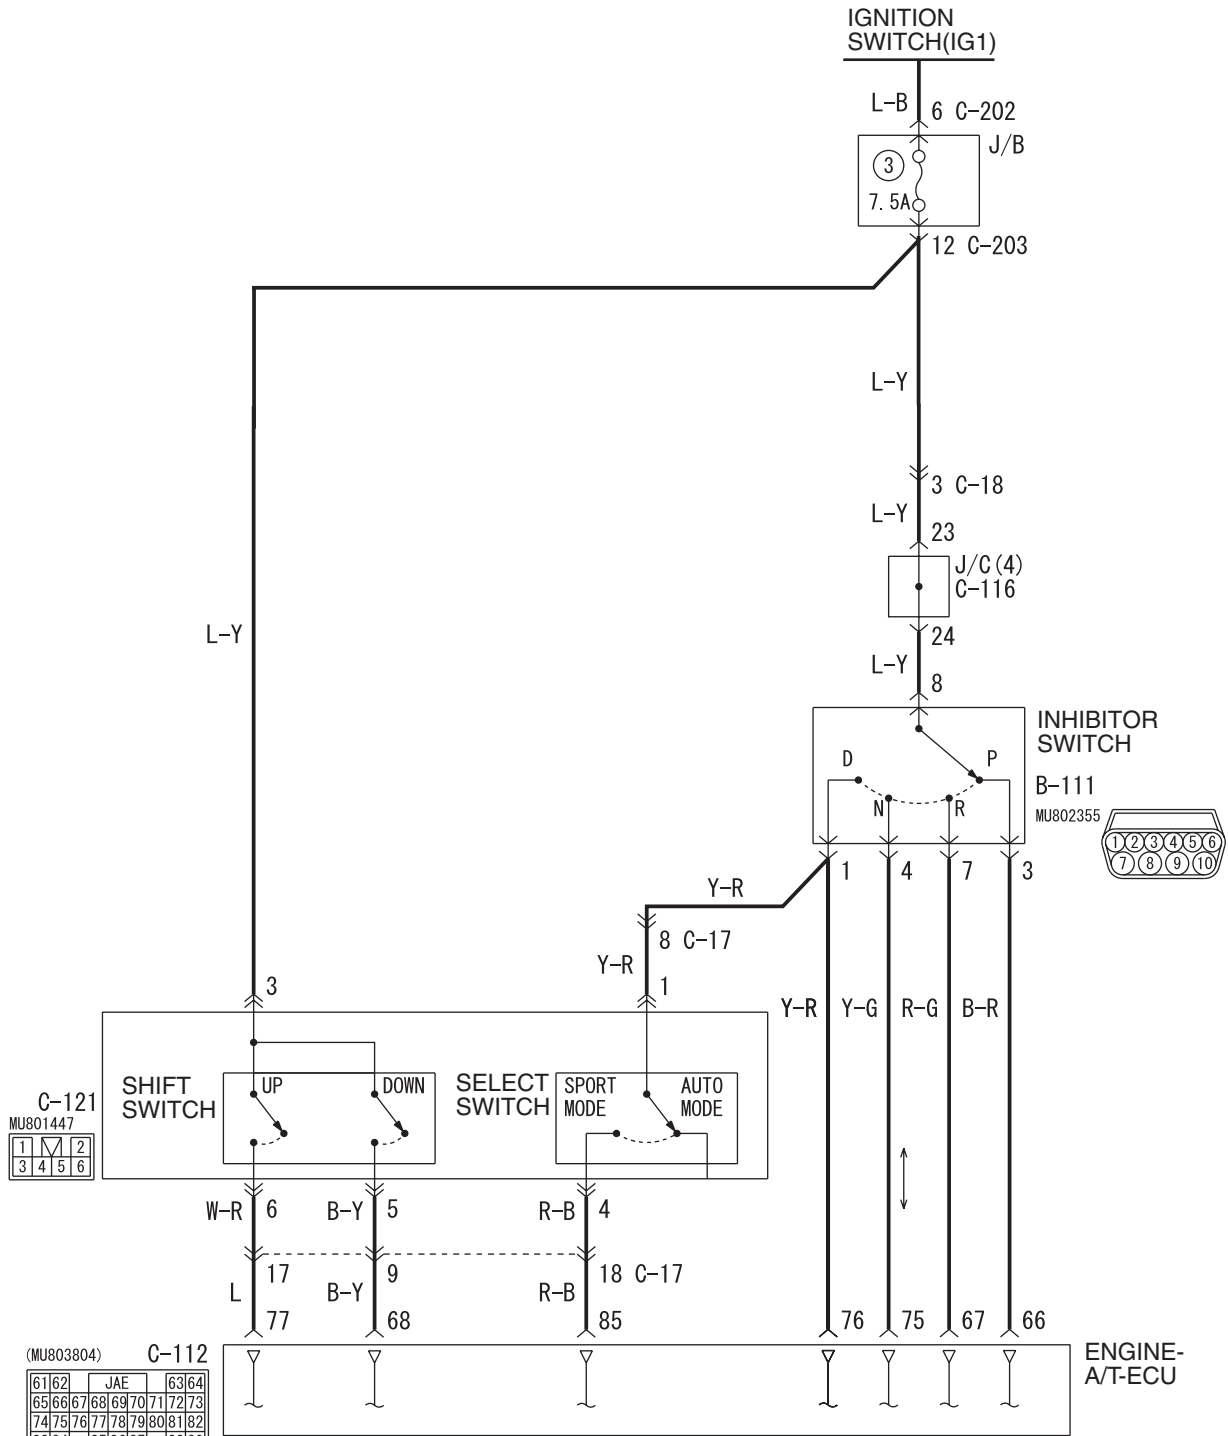 IGNITION
SWITCH(IG1)
L-B
6 C-202
J/B
3
7.5A
12 C-203
L-Y
3 C-18
L-Y
23
J/C(4)
C-116
L-Y
24
L-Y
8
INHIBITOR
SWITCH
D
P
N
R
B-111
MU802355
1 2 3 4 5 6
7 8 9 10
1
4
7
3
Y-R
8 C-17
Y-R
3
1
Y-R
Y-G
R-G
B-R
SHIFT
SWITCH
UP
DOWN
SELECT
SWITCH
SPORT
MODE
AUTO
MODE
C-121
MU801447
1 2
3 4 5 6
W-R
6
B-Y
5
R-B
4
17
9
18 C-17
L
B-Y
R-B
77
68
85
76
75
67
66
(MU803804)
C-112
ENGINE-
A/T-ECU
61 62 JAE 63 64
65 66 67 68 69 70 71 72 73
74 75 76 77 78 79 80 81 82